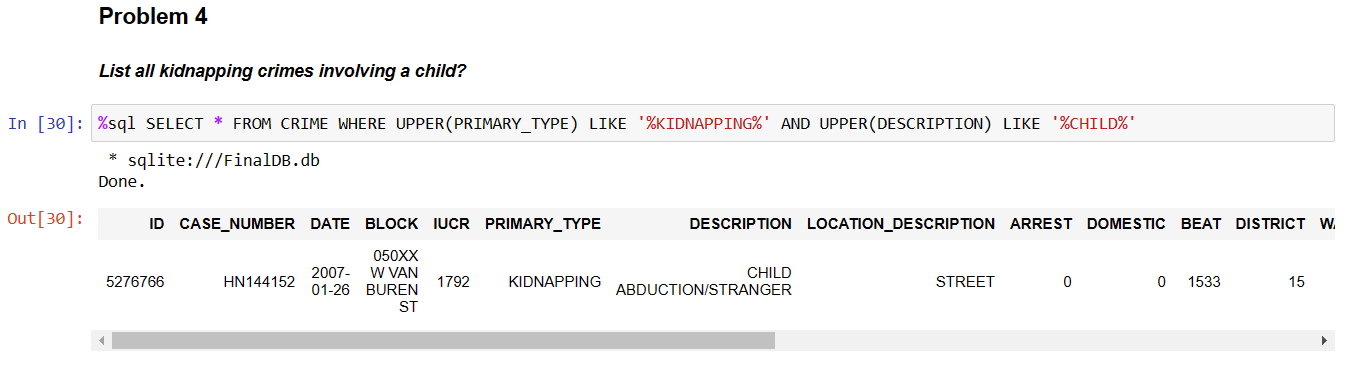 Problem 4
List all kidnapping crimes involving a child?
In [30]: %sql SELECT * FROM CRIME WHERE UPPER(PRIMARY_TYPE) LIKE '%KIDNAPPING%' AND UPPER(DESCRIPTION) LIKE '%CHILD%'
* sqlite:///FinalDB.db
Done.
Out[30]:
ID CASE_NUMBER DATE BLOCK IUCR PRIMARY_TYPE DESCRIPTION LOCATION_DESCRIPTION ARREST DOMESTIC BEAT DISTRICT
5276766 HN144152 2007-01-26 050XX W VAN BUREN ST 1792 KIDNAPPING CHILD ABDUCTION/STRANGER STREET 0 0 1533 15